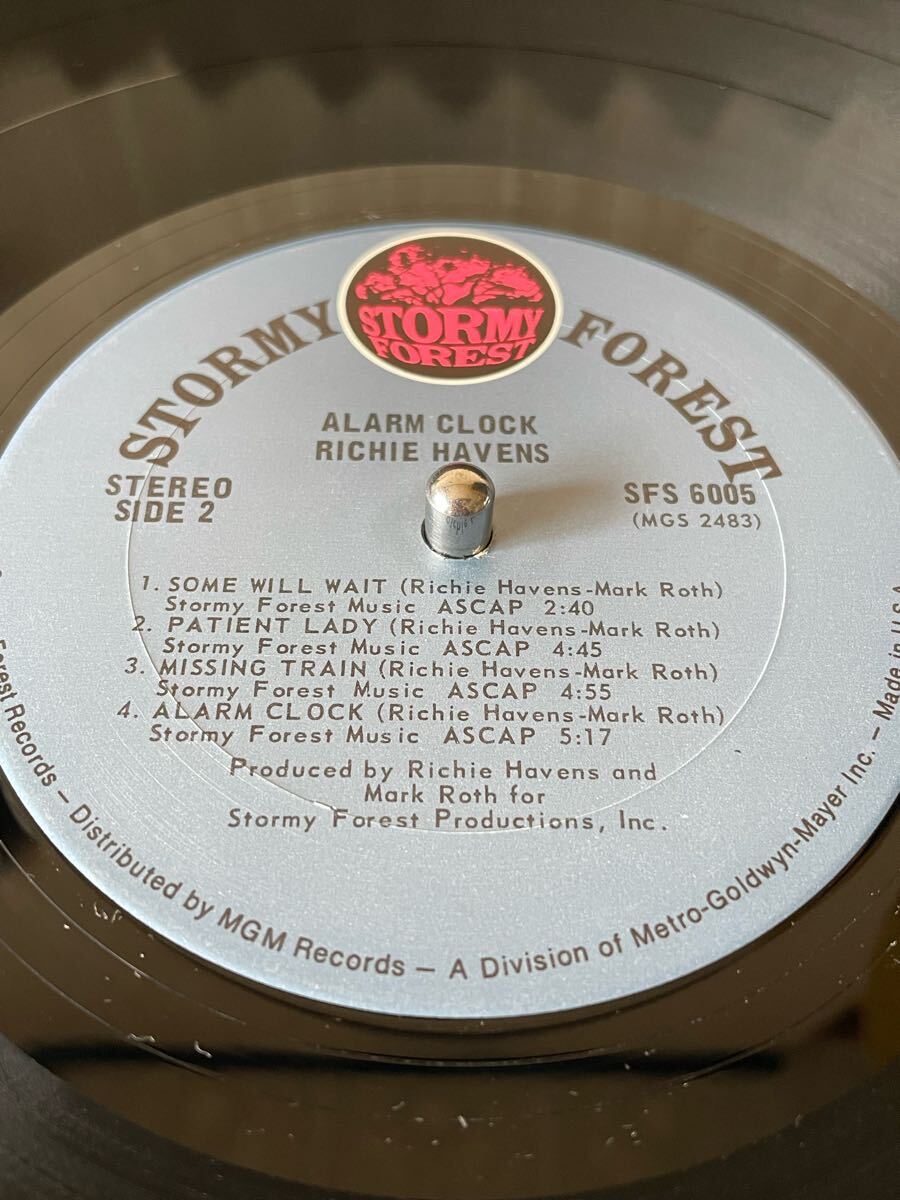 STORMY FOREST
STORMY
FOREST
ALARM CLOCK
RICHIE HAVENS
STEREO
SIDE 2
SFS 6005
(MGS 2483)
1. SOME WILL WAIT (Richie Havens-Mark Roth)
Stormy Forest Music ASCAP 2:40
2. PATIENT LADY (Richie Havens-Mark Roth)
Stormy Forest Music ASCAP 4:45
3. MISSING TRAIN (Richie Havens-Mark Roth)
Stormy Forest Music ASCAP 4:55
4. ALARM CLOCK (Richie Havens-Mark Roth)
Stormy Forest Music ASCAP 5:17
Produced by Richie Havens and
Mark Roth for
Stormy Forest Productions, Inc.
Forest Records – Distributed by MGM Records – A Division of Metro-Goldwyn-Mayer Inc. – Made in U.S.A.